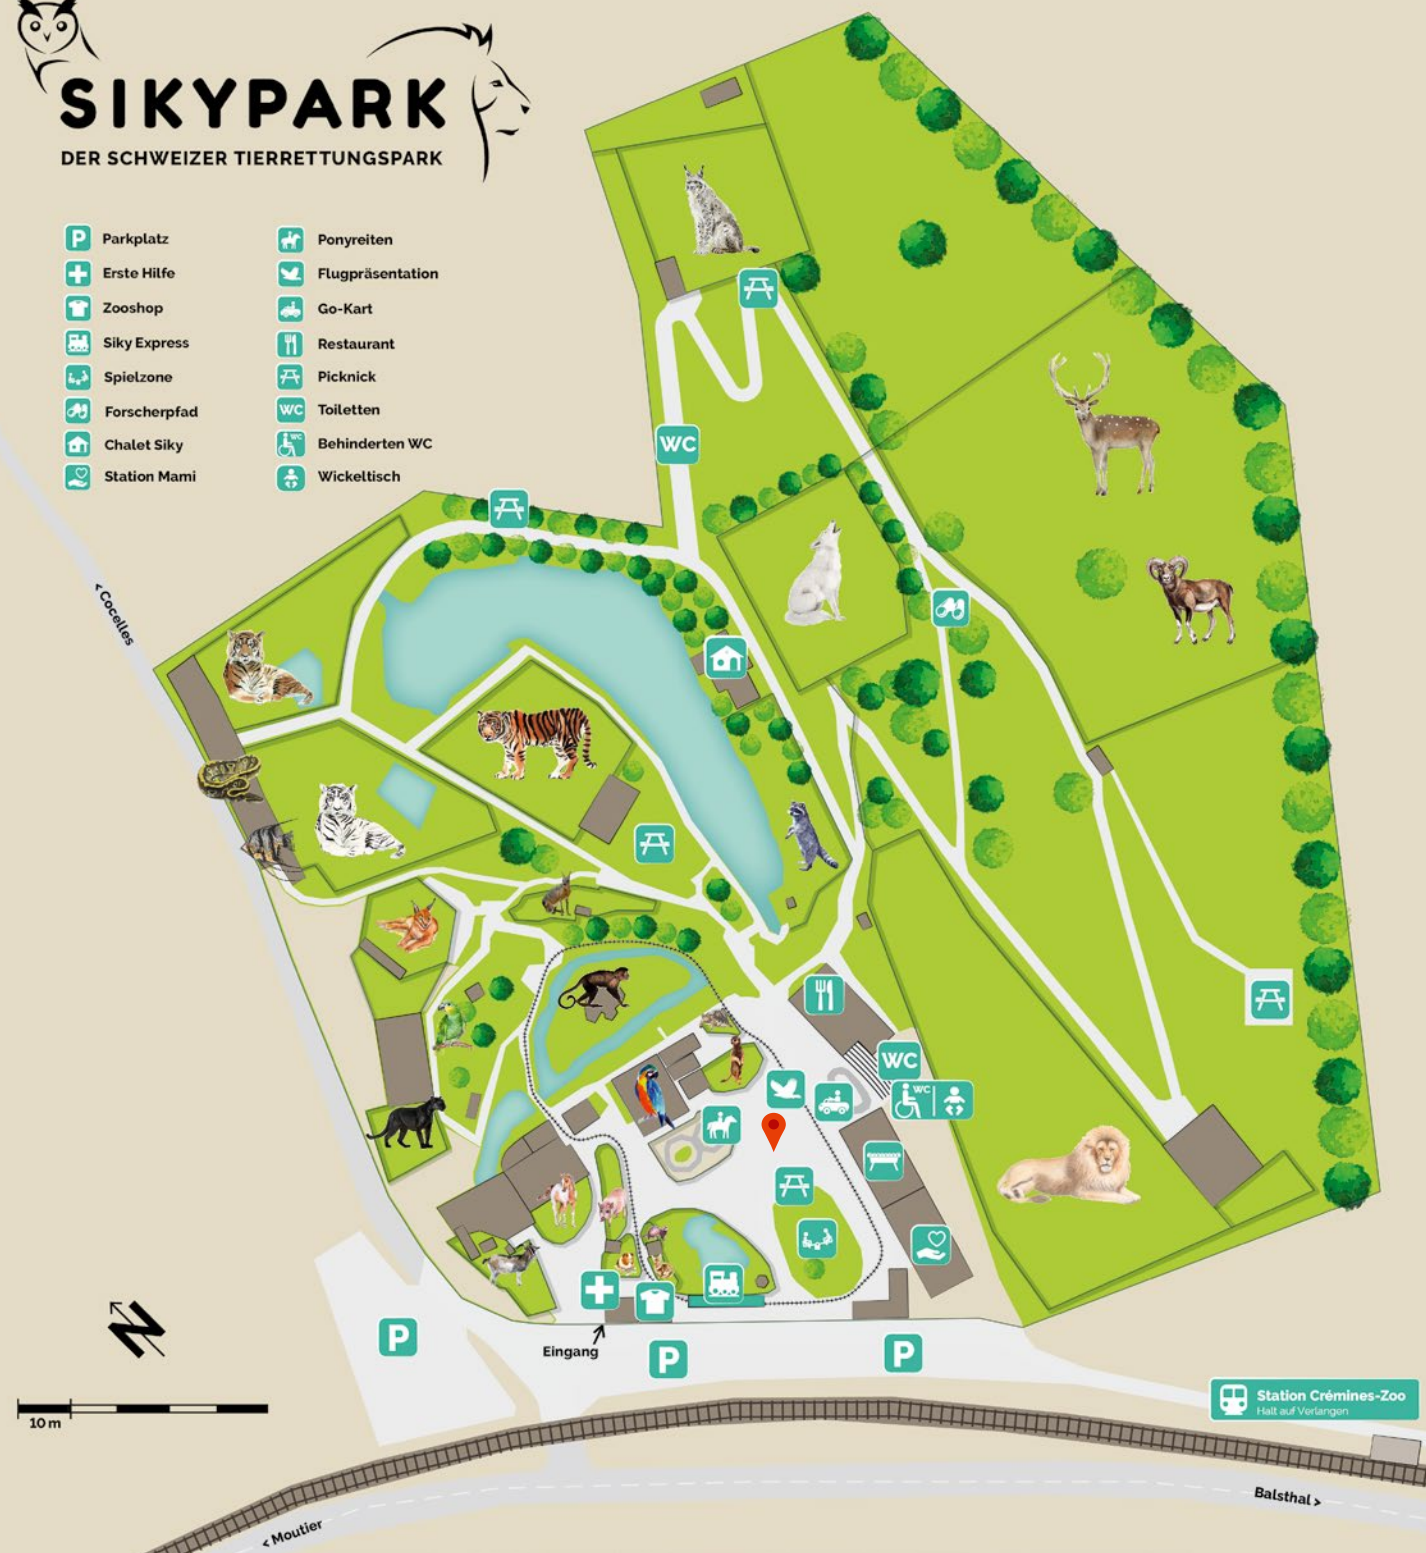 SIKYPARK
DER SCHWEIZER TIERRETTUNGSPARK
P Parkplatz
Erste Hilfe
Zooshop
Siky Express
Spielzone
Forscherpfad
Chalet Siky
Station Mami
Ponyreiten
Flugpräsentation
Go-Kart
Restaurant
Picknick
WC Toiletten
WC Behinderten WC
Wickeltisch
WC
< Cocelles
WC
WC
P
Eingang
P
P
N
10 m
Station Crémines-Zoo
Halt auf Verlangen
Balsthal >
< Moutier